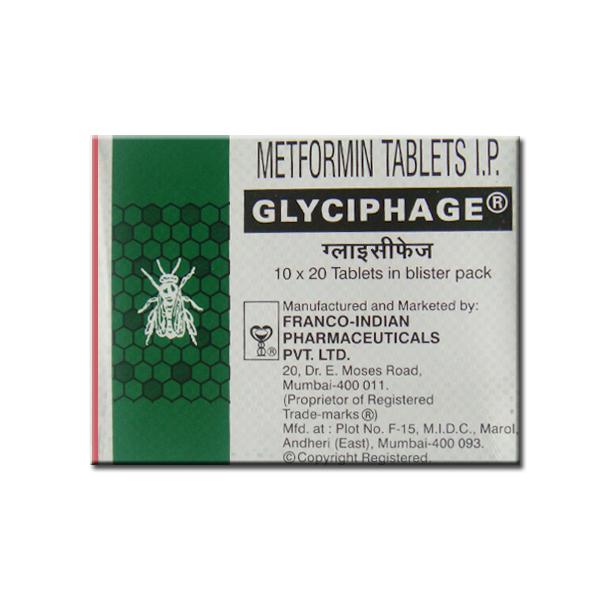 METFORMIN TABLETS I.P.
GLYCIPHAGE®
ग्लाइसीफेज
10 x 20 Tablets in blister pack
Manufactured and Marketed by:
FRANCO-INDIAN
PHARMACEUTICALS
PVT. LTD.
20, Dr. E. Moses Road,
Mumbai-400 011.
(Proprietor of Registered
Trade-marks ®)
Mfd. at : Plot No. F-15, M.I.D.C., Marol,
Andheri (East), Mumbai-400 093.
© Copyright Registered.
®